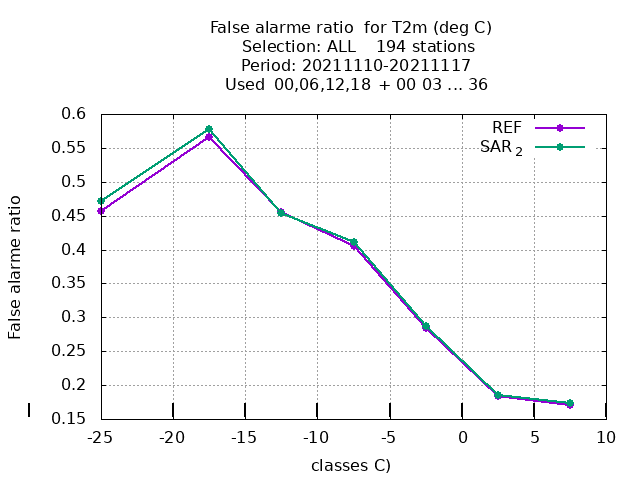 False alarme ratio  for T2m (deg C)
Selection: ALL    194 stations
Period: 20211110-20211117
Used  00,06,12,18 + 00 03 ... 36
REF
SAR 2
False alarme ratio
0.6
0.55
0.5
0.45
0.4
0.35
0.3
0.25
0.2
0.15
-25 -20 -15 -10 -5 0 5 10
classes C)